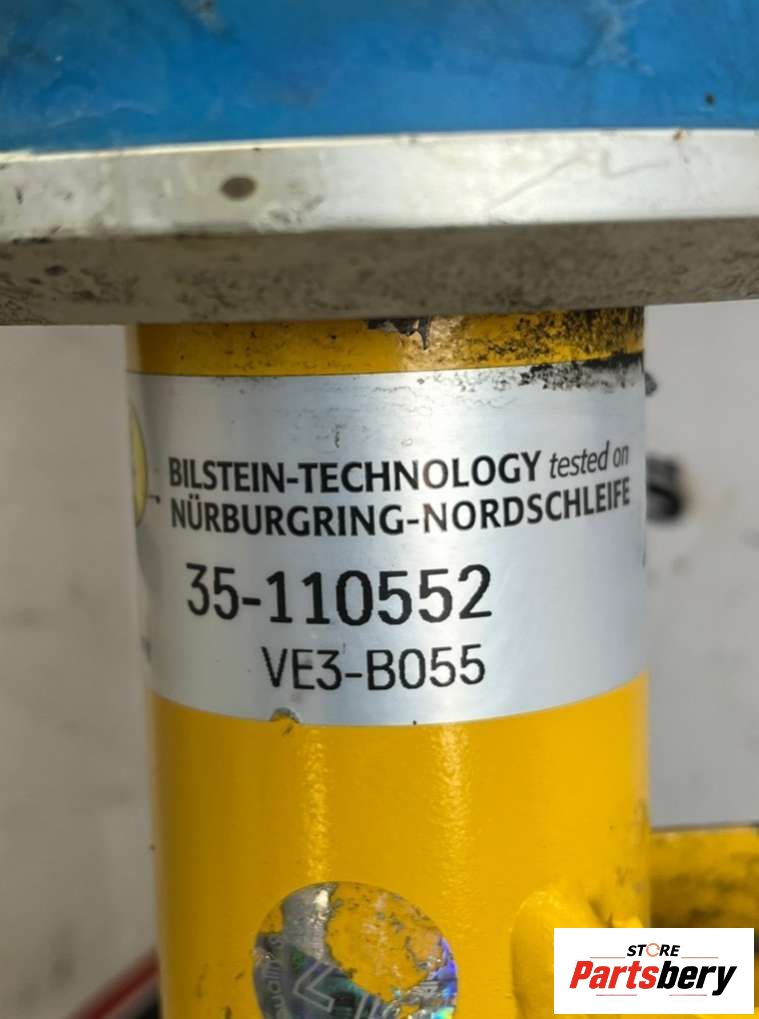 BILSTEIN-TECHNOLOGY tested on
NÜRBURGRING-NORDSCHLEIFE
35-110552
VE3-B055
STORE
Partsbery